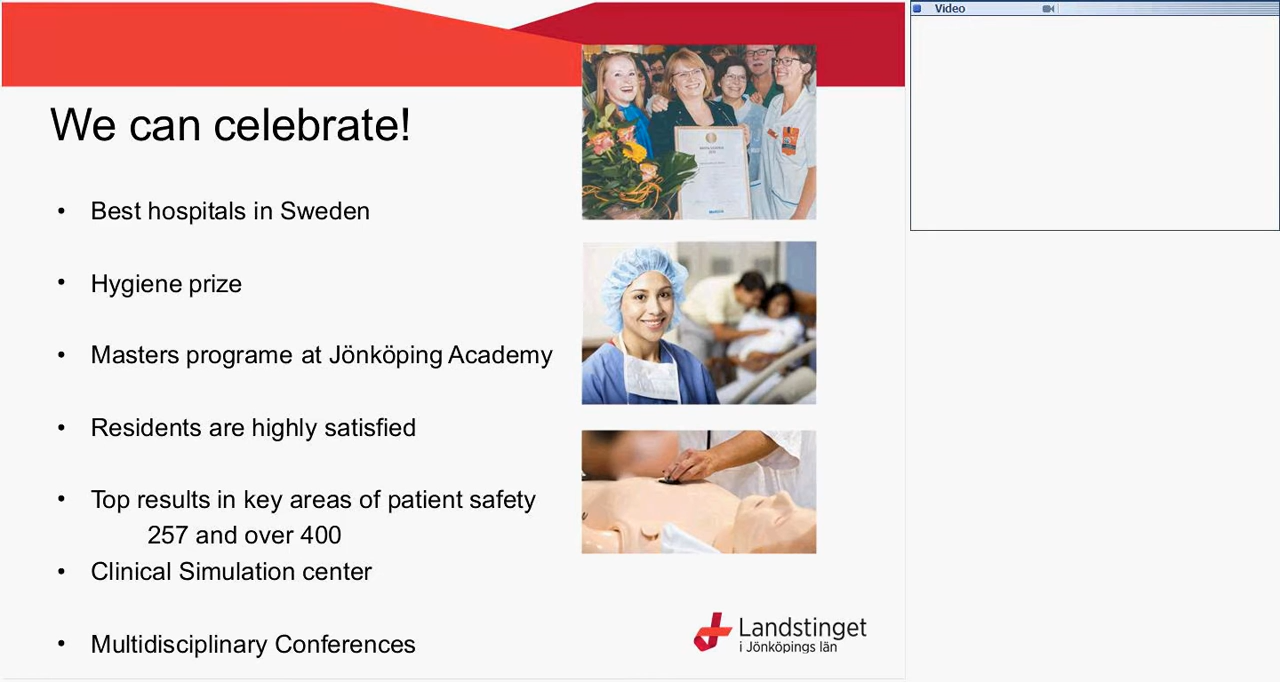 Video
We can celebrate!
• Best hospitals in Sweden
• Hygiene prize
• Masters programe at Jönköping Academy
• Residents are highly satisfied
• Top results in key areas of patient safety
257 and over 400
• Clinical Simulation center
• Multidisciplinary Conferences
Landstinget
i Jönköpings län